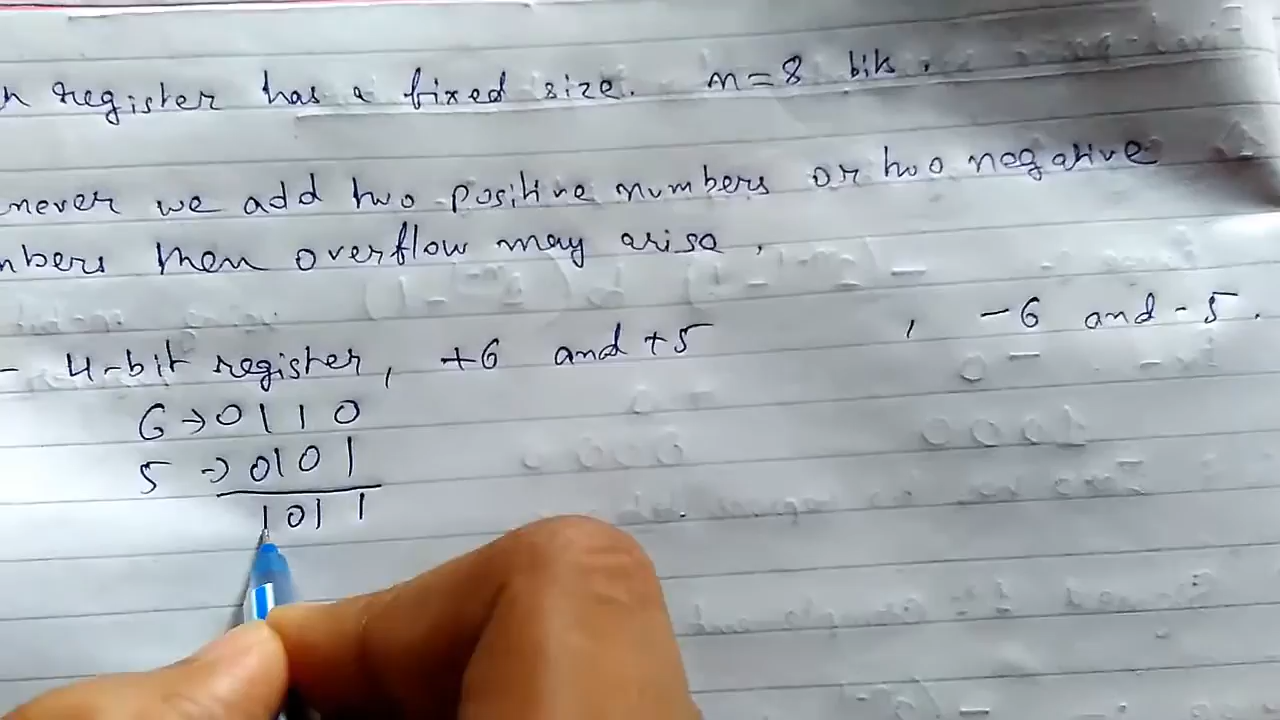 register has a fixed size. n=8 bits.
never we add two positive numbers or two negative
mbers then overflow may arise,
- 4-bit register, +6 and +5 , -6 and -5.
6 → 0 1 1 0
5 → 0 1 0 1
1 0 1 1